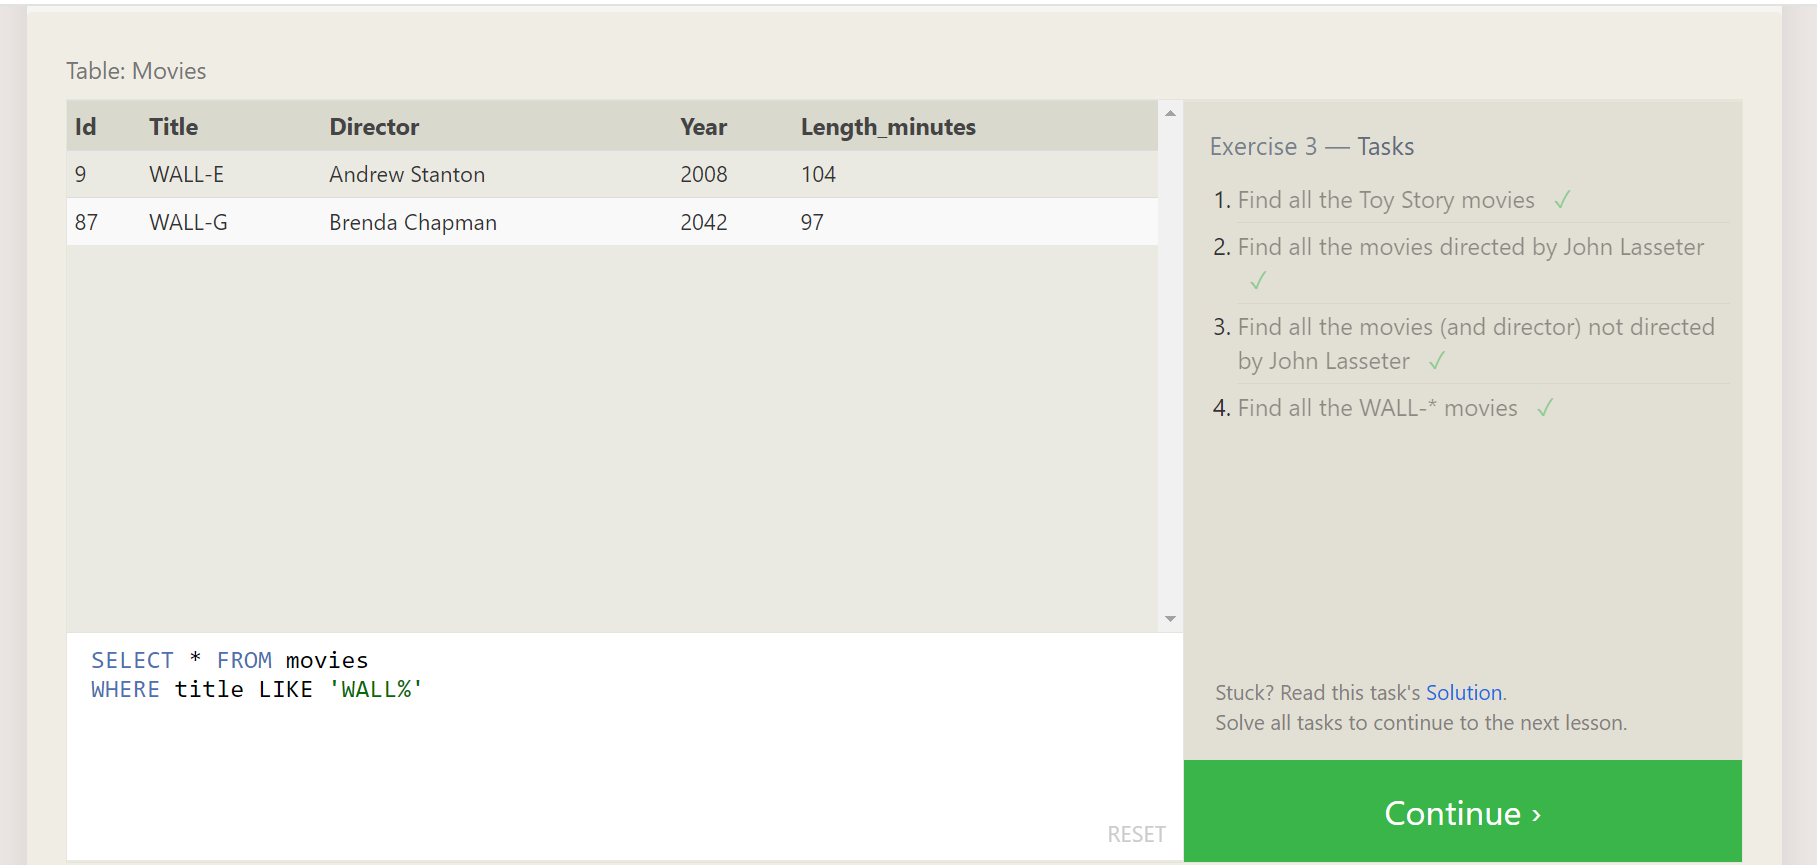 Table: Movies
Id Title Director Year Length_minutes
9 WALL-E Andrew Stanton 2008 104
87 WALL-G Brenda Chapman 2042 97
SELECT * FROM movies
WHERE title LIKE 'WALL%'
RESET
Exercise 3 — Tasks
1. Find all the Toy Story movies ✓
2. Find all the movies directed by John Lasseter
✓
3. Find all the movies (and director) not directed
by John Lasseter ✓
4. Find all the WALL-* movies ✓
Stuck? Read this task's Solution.
Solve all tasks to continue to the next lesson.
Continue ›